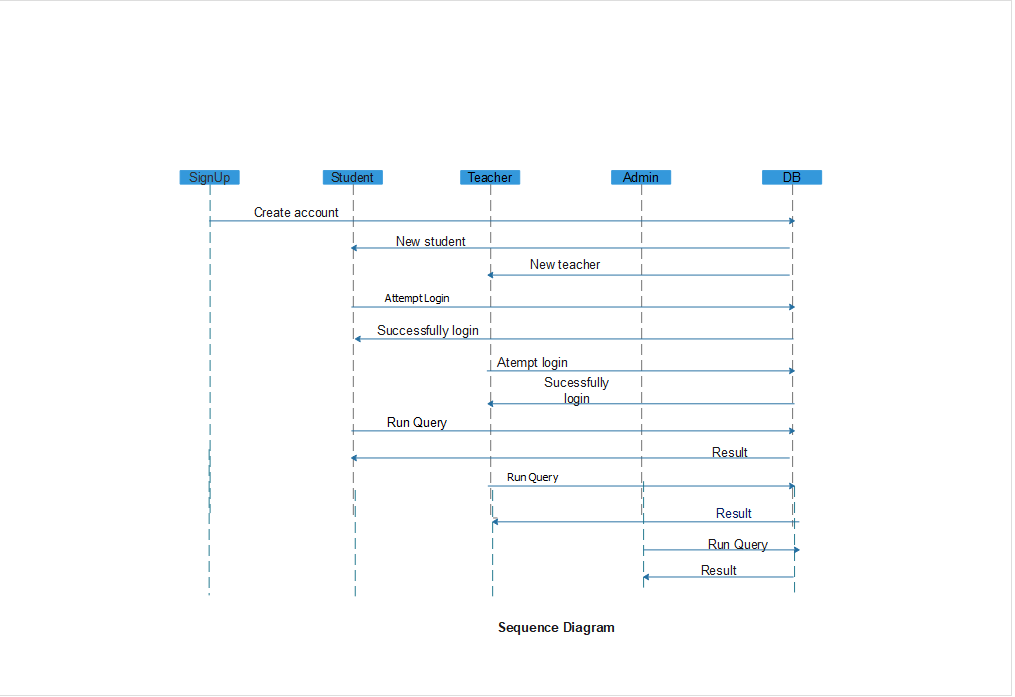 SignUp
Student
Teacher
Admin
DB
Create account
New student
New teacher
Attempt Login
Successfully login
Atempt login
Sucessfully
login
Run Query
Result
Run Query
Result
Run Query
Result
Sequence Diagram